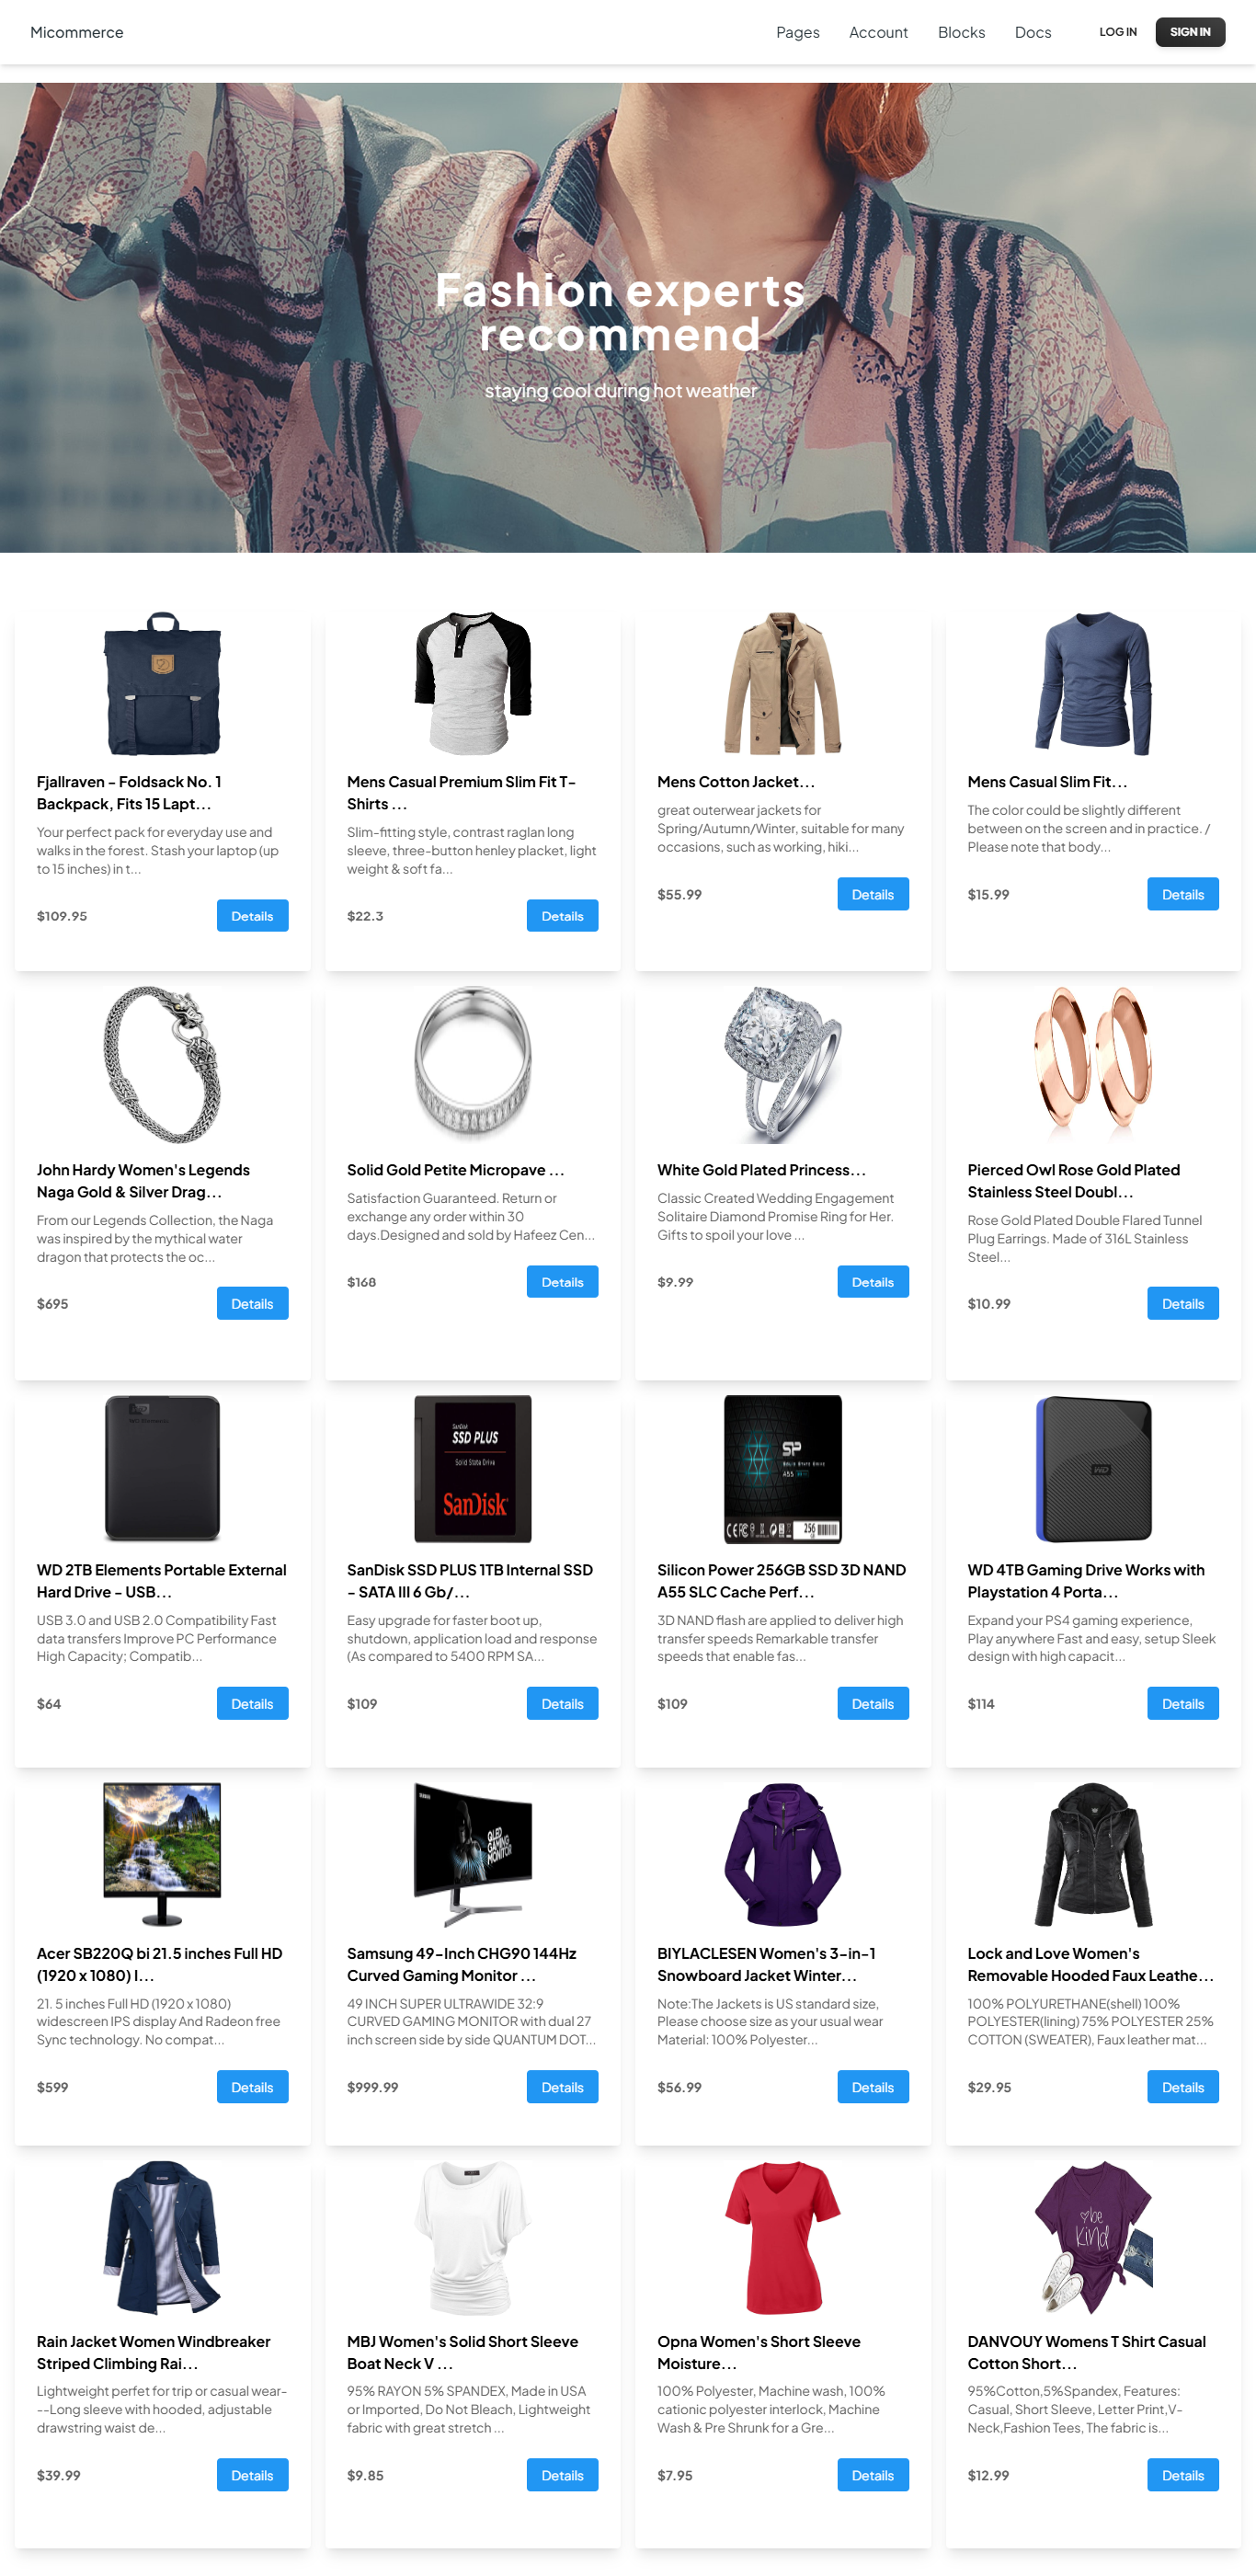 Micommerce
Pages
Account
Blocks
Docs
LOG IN
SIGN IN
Fashion experts
recommend
staying cool during hot weather
Fjallraven - Foldsack No. 1
Backpack, Fits 15 Lapt...
Your perfect pack for everyday use and
walks in the forest. Stash your laptop (up
to 15 inches) in t...
$109.95
Details
Mens Casual Premium Slim Fit T-
Shirts ...
Slim-fitting style, contrast raglan long
sleeve, three-button henley placket, light
weight & soft fa...
$22.3
Details
Mens Cotton Jacket...
great outerwear jackets for
Spring/Autumn/Winter, suitable for many
occasions, such as working, hiki...
$55.99
Details
Mens Casual Slim Fit...
The color could be slightly different
between on the screen and in practice. /
Please note that body...
$15.99
Details
John Hardy Women's Legends
Naga Gold & Silver Drag...
From our Legends Collection, the Naga
was inspired by the mythical water
dragon that protects the oc...
$695
Details
Solid Gold Petite Micropave ...
Satisfaction Guaranteed. Return or
exchange any order within 30
days.Designed and sold by Hafeez Cen...
$168
Details
White Gold Plated Princess...
Classic Created Wedding Engagement
Solitaire Diamond Promise Ring for Her.
Gifts to spoil your love ...
$9.99
Details
Pierced Owl Rose Gold Plated
Stainless Steel Doubl...
Rose Gold Plated Double Flared Tunnel
Plug Earrings. Made of 316L Stainless
Steel...
$10.99
Details
SanDisk
SSD PLUS
Solid State Drive
SanDisk
SP
Solid State Drive
A55
256
WD
WD 2TB Elements Portable External
Hard Drive - USB...
USB 3.0 and USB 2.0 Compatibility Fast
data transfers Improve PC Performance
High Capacity; Compatib...
$64
Details
SanDisk SSD PLUS 1TB Internal SSD
- SATA III 6 Gb/...
Easy upgrade for faster boot up,
shutdown, application load and response
(As compared to 5400 RPM SA...
$109
Details
Silicon Power 256GB SSD 3D NAND
A55 SLC Cache Perf...
3D NAND flash are applied to deliver high
transfer speeds Remarkable transfer
speeds that enable fas...
$109
Details
WD 4TB Gaming Drive Works with
Playstation 4 Porta...
Expand your PS4 gaming experience,
Play anywhere Fast and easy, setup Sleek
design with high capacit...
$114
Details
QLED
GAMING
MONITOR
Acer SB220Q bi 21.5 inches Full HD
(1920 x 1080) I...
21. 5 inches Full HD (1920 x 1080)
widescreen IPS display And Radeon free
Sync technology. No compat...
$599
Details
Samsung 49-Inch CHG90 144Hz
Curved Gaming Monitor ...
49 INCH SUPER ULTRAWIDE 32:9
CURVED GAMING MONITOR with dual 27
inch screen side by side QUANTUM DOT...
$999.99
Details
BIYLACLESEN Women's 3-in-1
Snowboard Jacket Winter...
Note:The Jackets is US standard size,
Please choose size as your usual wear
Material: 100% Polyester...
$56.99
Details
Lock and Love Women's
Removable Hooded Faux Leathe...
100% POLYURETHANE(shell) 100%
POLYESTER(lining) 75% POLYESTER 25%
COTTON (SWEATER), Faux leather mat...
$29.95
Details
be
kind
Rain Jacket Women Windbreaker
Striped Climbing Rai...
Lightweight perfet for trip or casual wear-
--Long sleeve with hooded, adjustable
drawstring waist de...
$39.99
Details
MBJ Women's Solid Short Sleeve
Boat Neck V ...
95% RAYON 5% SPANDEX, Made in USA
or Imported, Do Not Bleach, Lightweight
fabric with great stretch ...
$9.85
Details
Opna Women's Short Sleeve
Moisture...
100% Polyester, Machine wash, 100%
cationic polyester interlock, Machine
Wash & Pre Shrunk for a Gre...
$7.95
Details
DANVOUY Womens T Shirt Casual
Cotton Short...
95%Cotton,5%Spandex, Features:
Casual, Short Sleeve, Letter Print,V-
Neck,Fashion Tees, The fabric is...
$12.99
Details